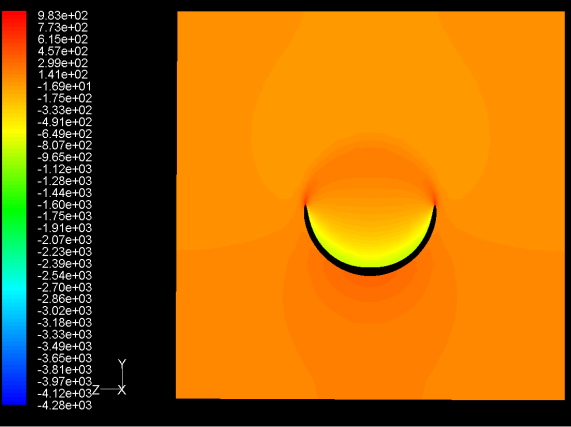 9.83e+02
7.73e+02
6.15e+02
4.57e+02
2.99e+02
1.41e+02
-1.69e+01
-1.75e+02
-3.33e+02
-4.91e+02
-6.49e+02
-8.07e+02
-9.65e+02
-1.12e+03
-1.28e+03
-1.44e+03
-1.60e+03
-1.75e+03
-1.91e+03
-2.07e+03
-2.23e+03
-2.39e+03
-2.54e+03
-2.70e+03
-2.86e+03
-3.02e+03
-3.18e+03
-3.33e+03
-3.49e+03
-3.65e+03
-3.81e+03
-3.97e+03
-4.12e+03
-4.28e+03
Y
Z X